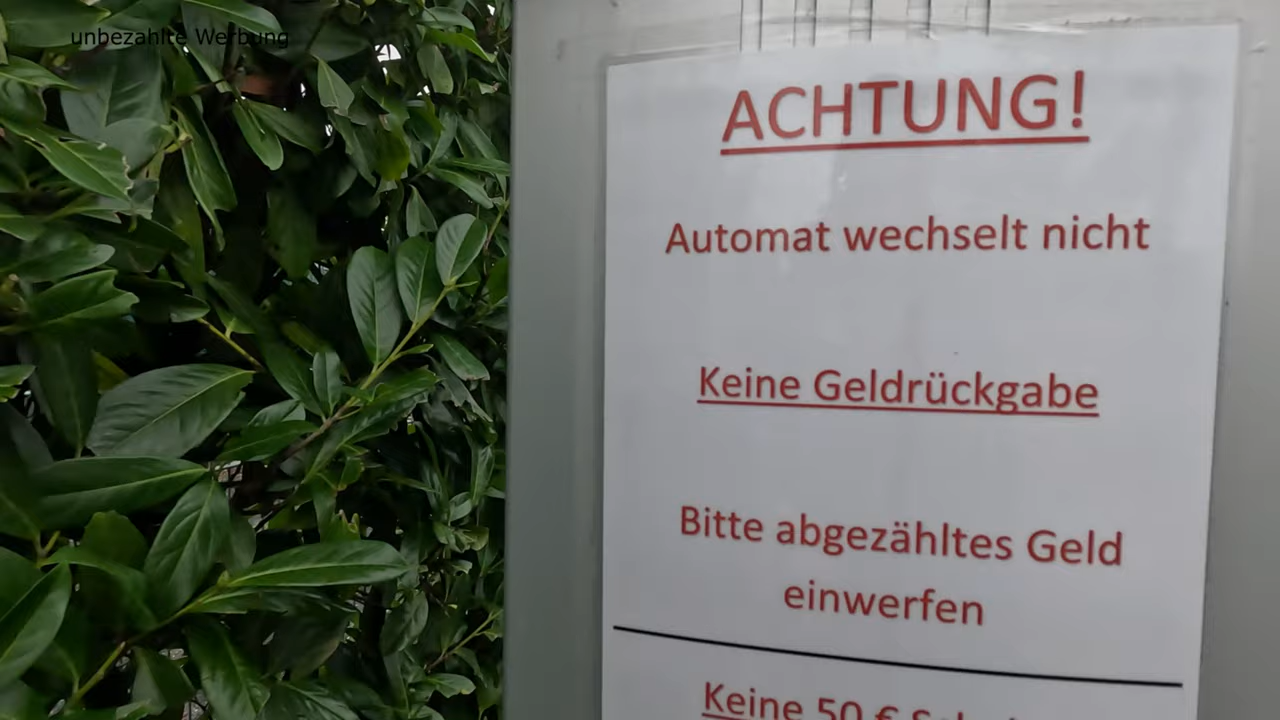 unbezahlte Werbung
ACHTUNG!
Automat wechselt nicht
Keine Geldrückgabe
Bitte abgezähltes Geld
einwerfen
Keine 50 €